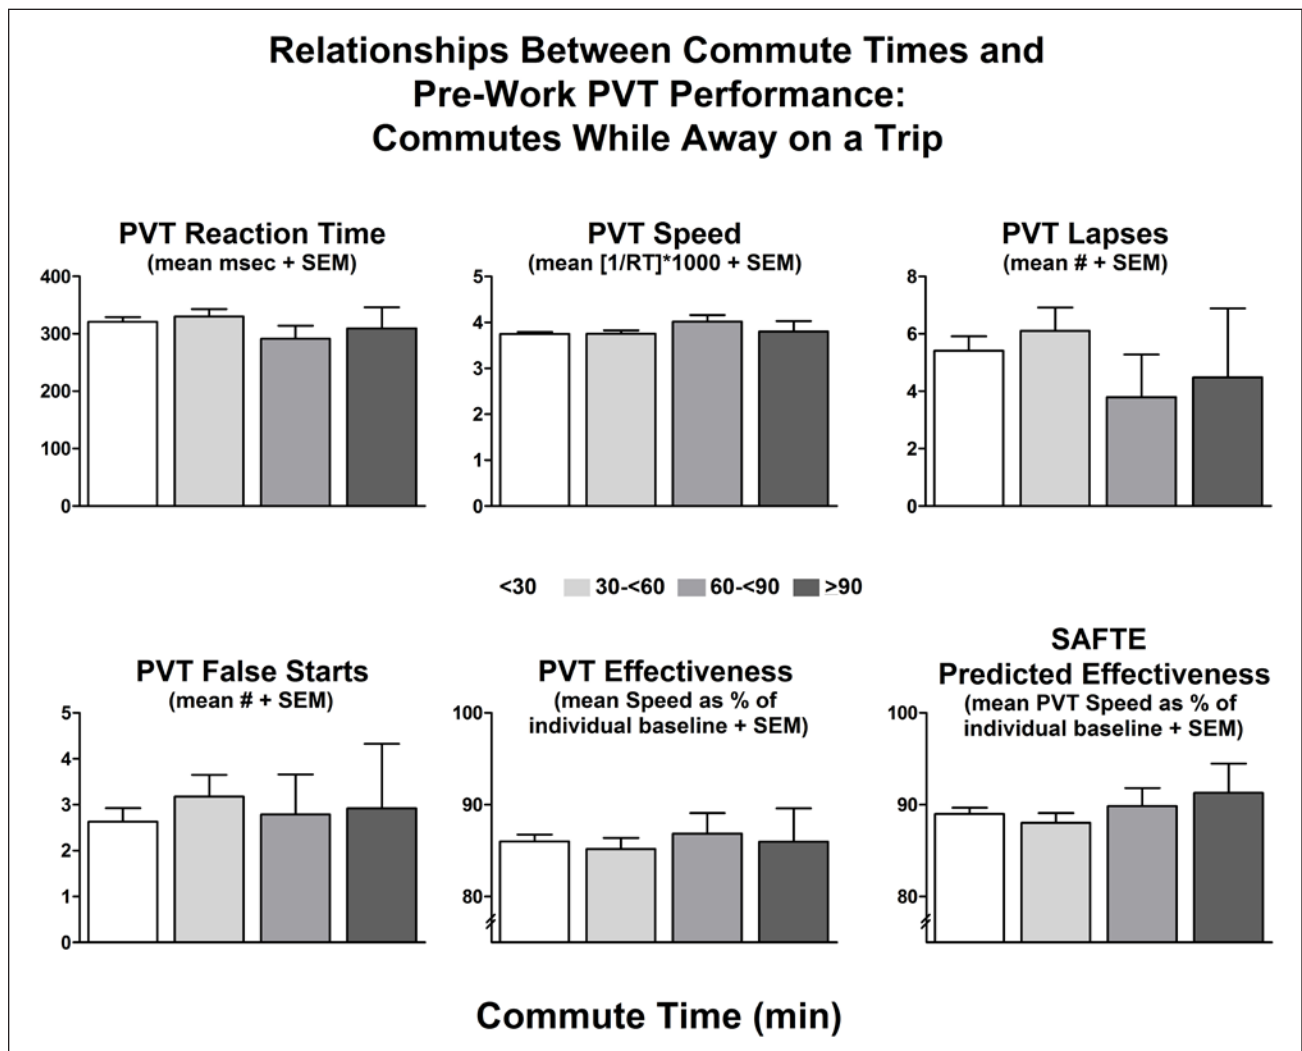 Relationships Between Commute Times and
Pre-Work PVT Performance:
Commutes While Away on a Trip
PVT Reaction Time
(mean msec + SEM)
400
300
200
100
0
PVT Speed
(mean [1/RT]*1000 + SEM)
5
4
3
2
1
0
PVT Lapses
(mean # + SEM)
8
6
4
2
0
<30 30-<60 60-<90 ≥90
PVT False Starts
(mean # + SEM)
5
4
3
2
1
0
PVT Effectiveness
(mean Speed as % of
individual baseline + SEM)
100
90
80
SAFTE
Predicted Effectiveness
(mean PVT Speed as % of
individual baseline + SEM)
100
90
80
Commute Time (min)